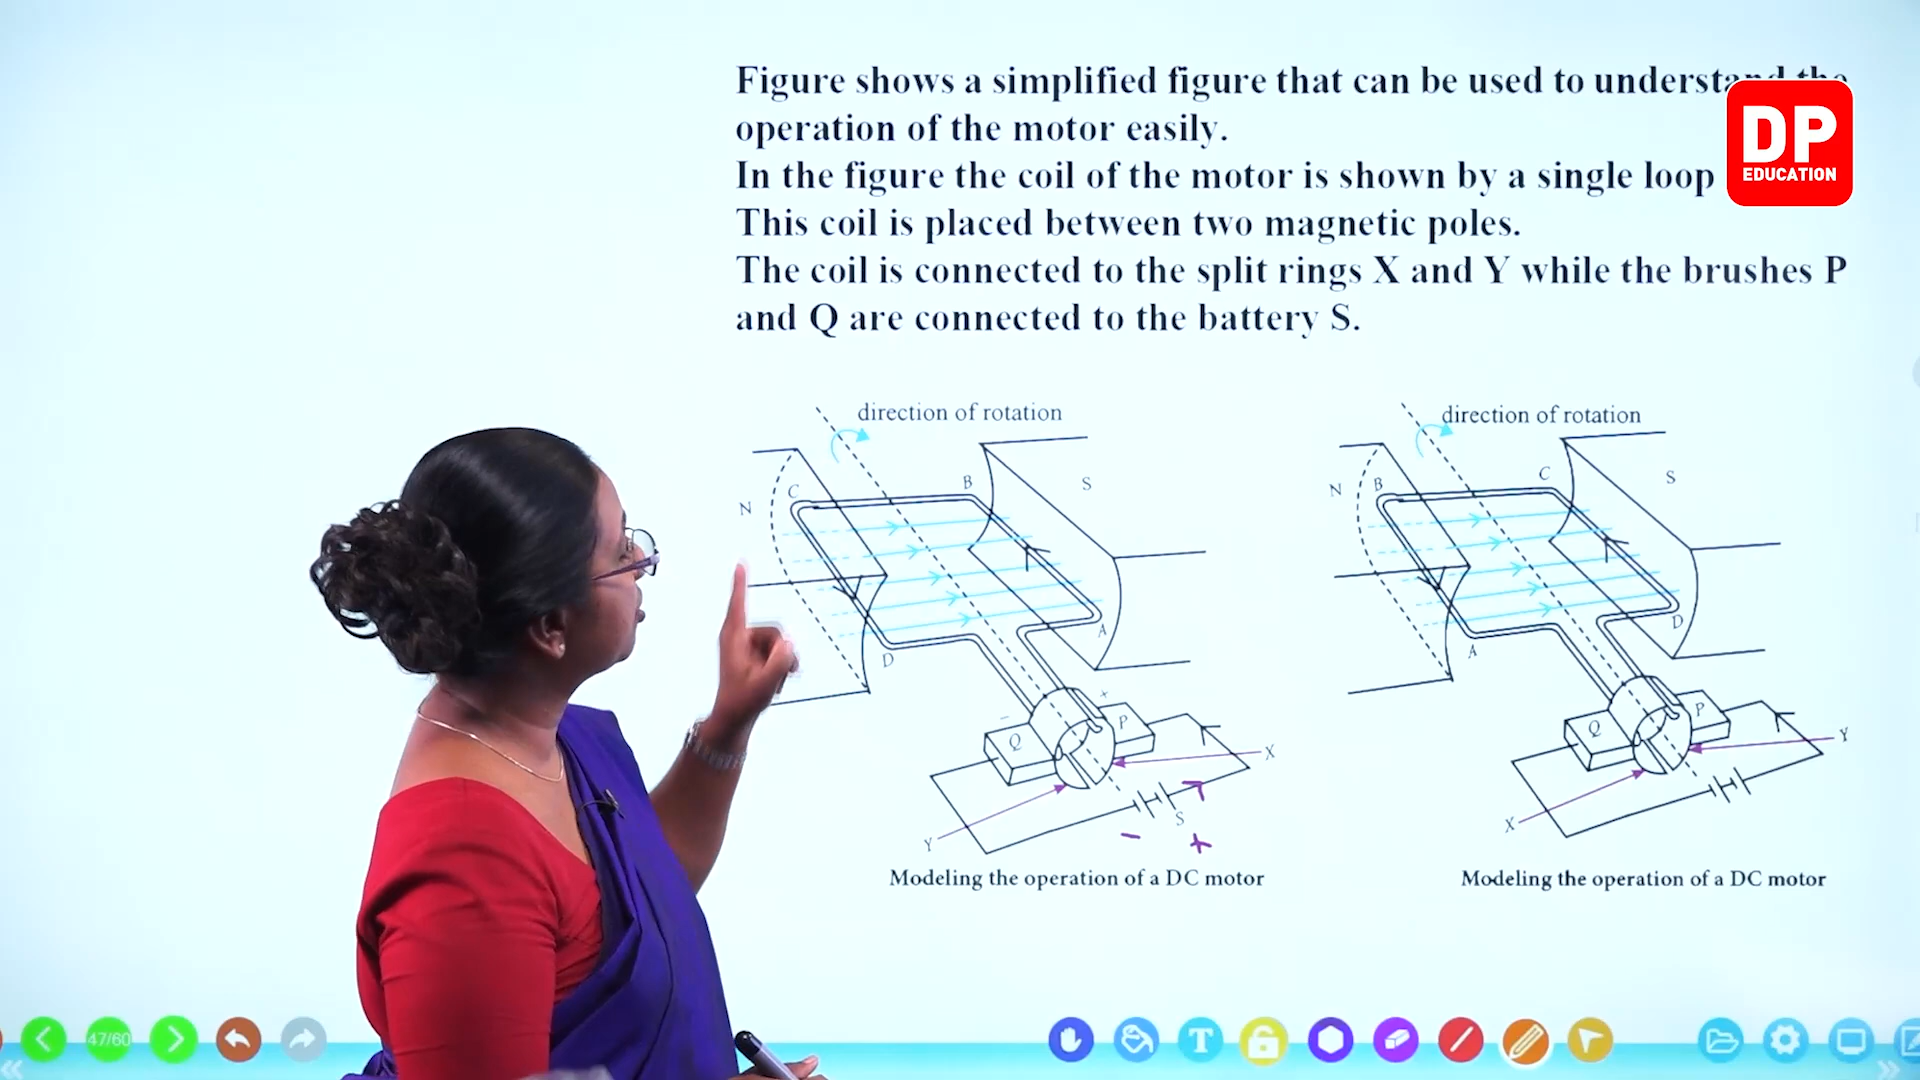 Figure shows a simplified figure that can be used to understand the
operation of the motor easily.
In the figure the coil of the motor is shown by a single loop
This coil is placed between two magnetic poles.
The coil is connected to the split rings X and Y while the brushes P
and Q are connected to the battery S.
DP
EDUCATION
direction of rotation
N
C
B
S
D
A
Q
P
+
-
X
Y
S
- +
Modeling the operation of a DC motor
direction of rotation
N
B
C
S
A
D
Q
P
Y
X
Modeling the operation of a DC motor
47/60
T